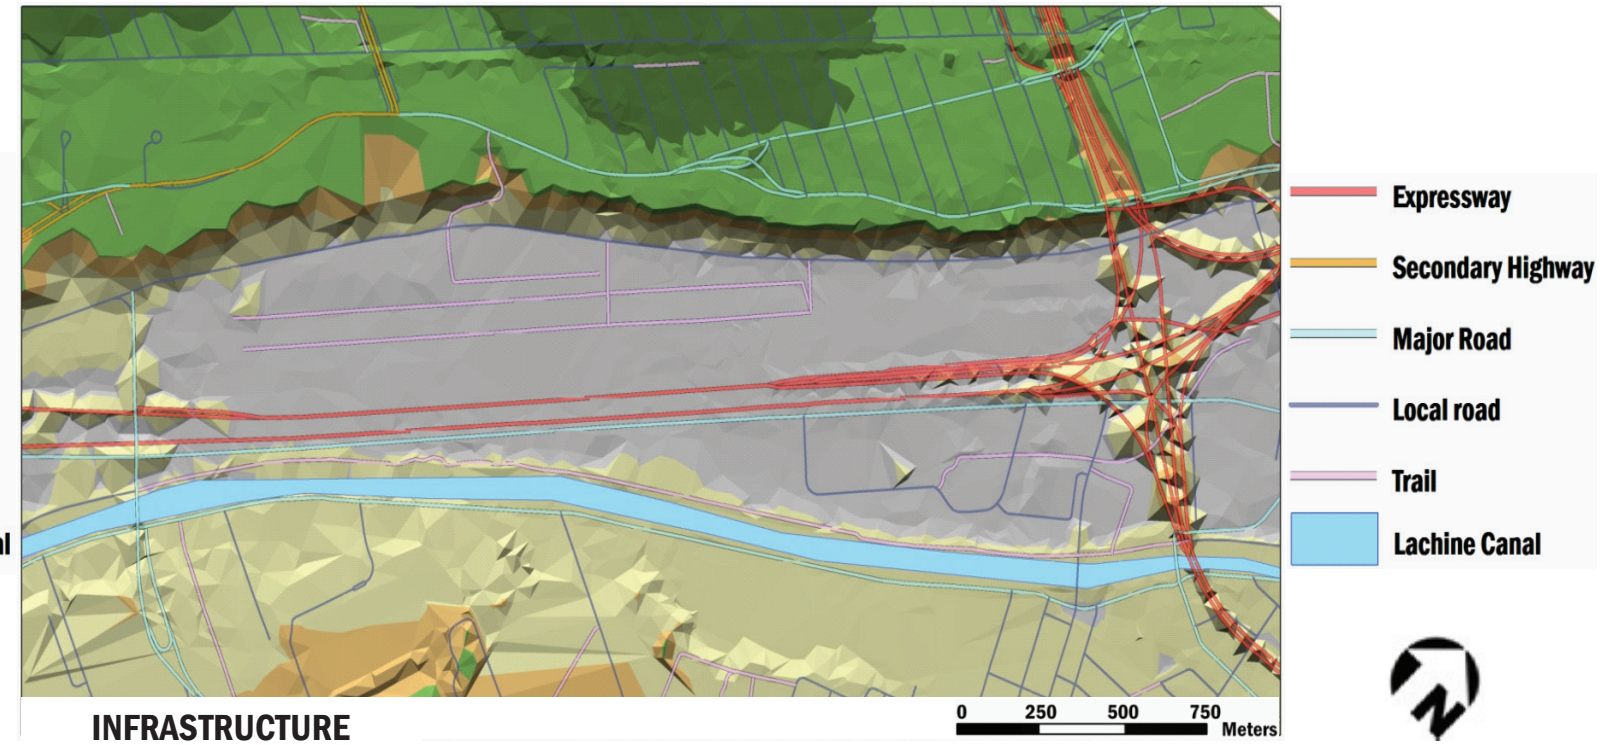 Expressway
Secondary Highway
Major Road
Local road
Trail
Lachine Canal
N
INFRASTRUCTURE
0 250 500 750
Meters